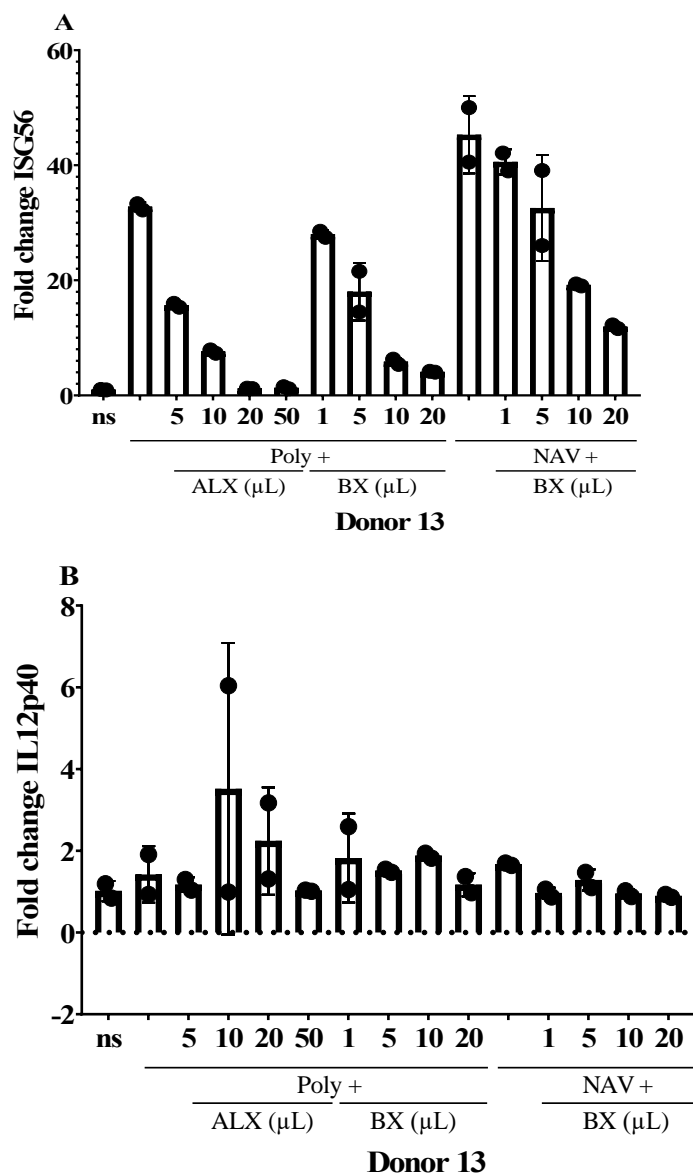 A
60
40
20
0
Fold change ISG56
ns 5 10 20 50 1 5 10 20 1 5 10 20
Poly + NAV +
ALX (µL) BX (µL) BX (µL)
Donor 13
B
8
6
4
2
0
-2
Fold change IL12p40
ns 5 10 20 50 1 5 10 20 1 5 10 20
Poly + NAV +
ALX (µL) BX (µL) BX (µL)
Donor 13